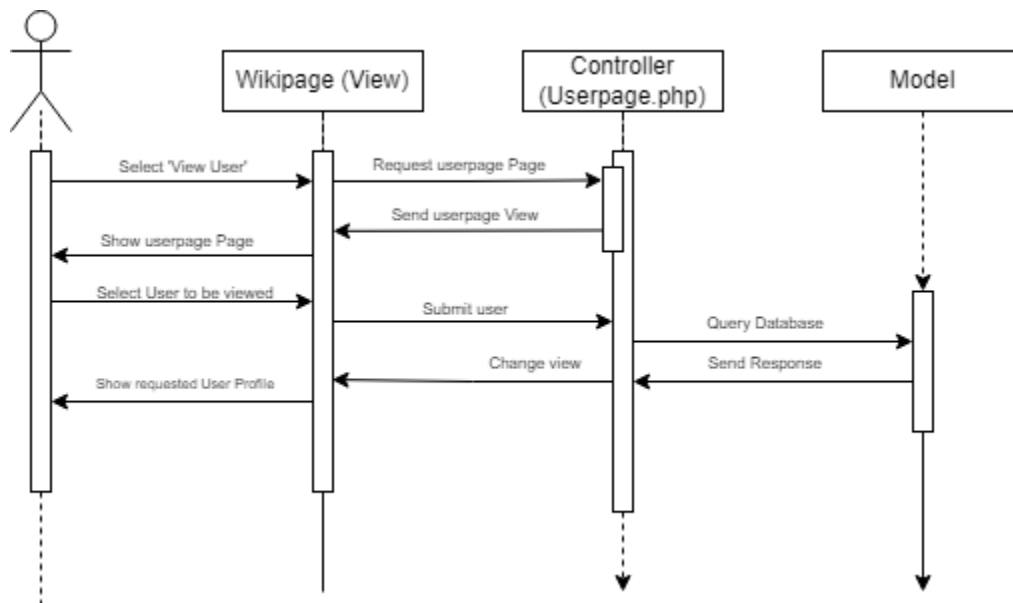 Wikipage (View)
Controller
(Userpage.php)
Model
Select 'View User'
Request userpage Page
Send userpage View
Show userpage Page
Select User to be viewed
Submit user
Query Database
Change view
Send Response
Show requested User Profile